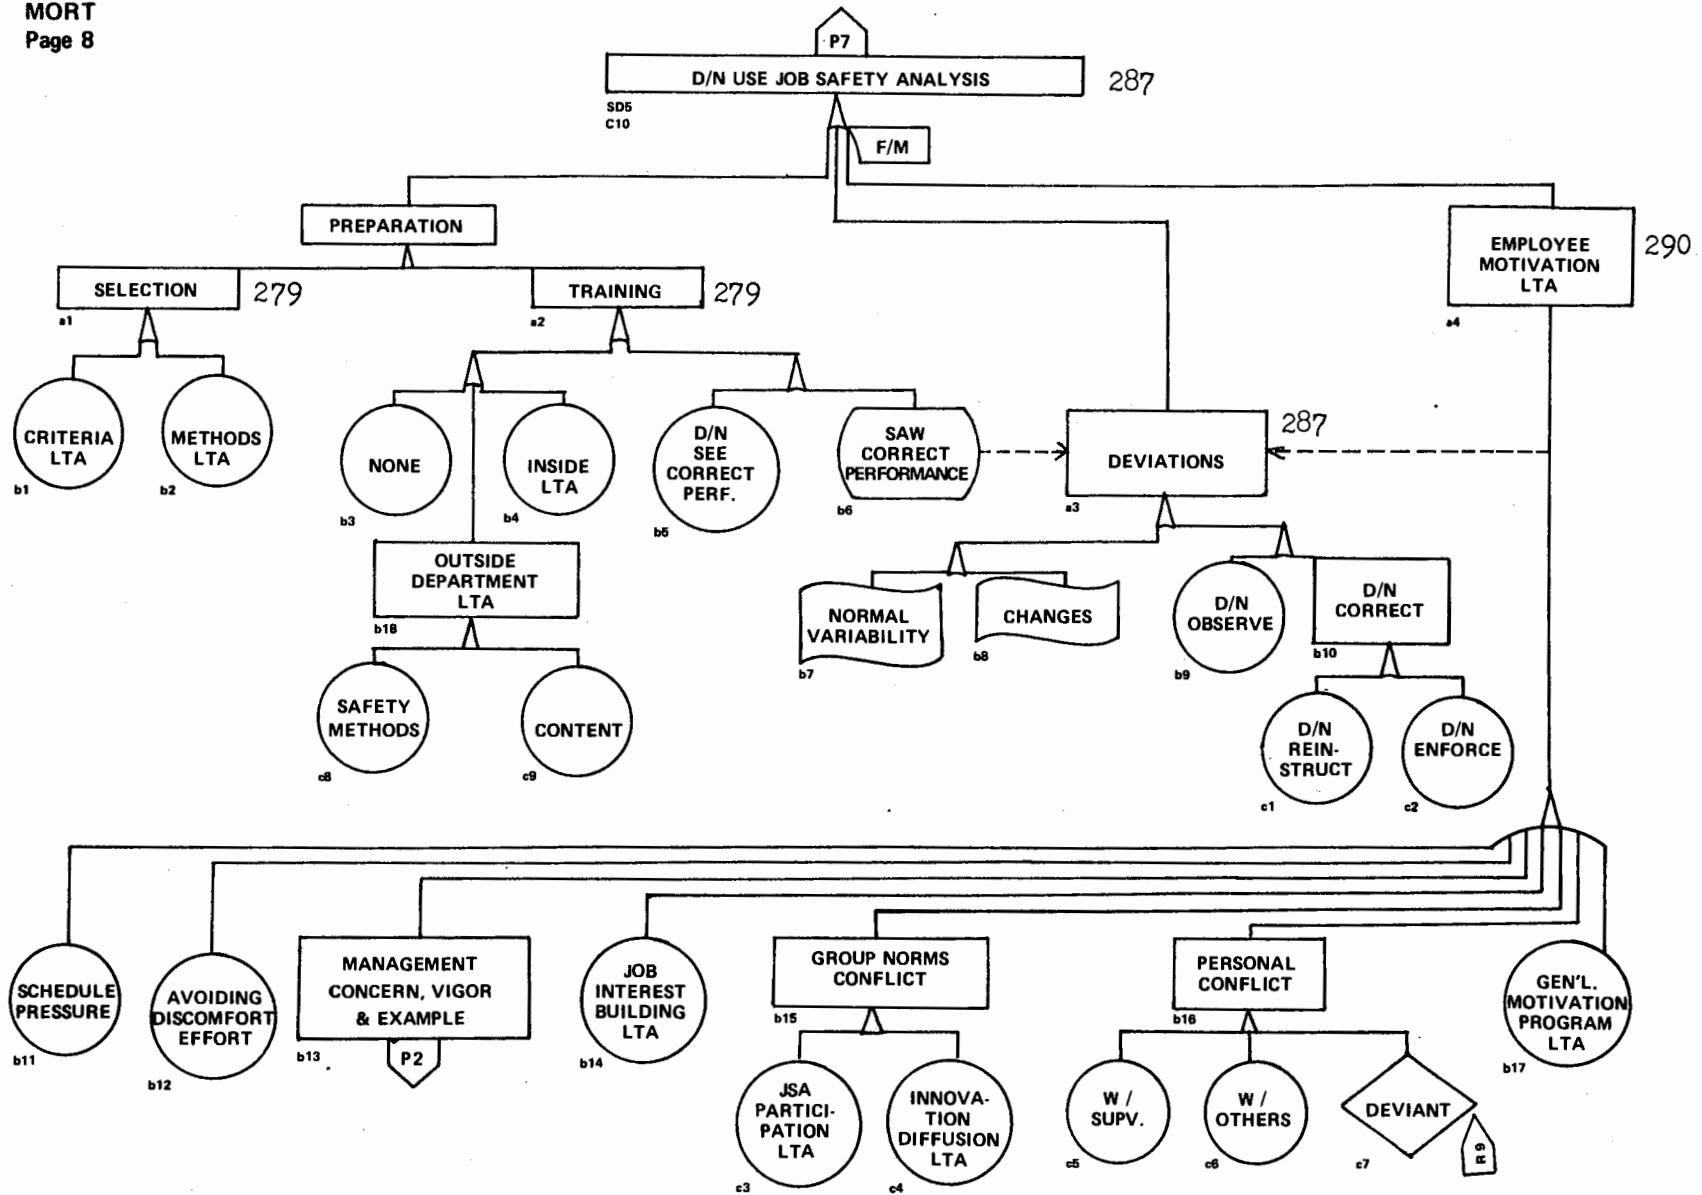 MORT
Page 8
P7
D/N USE JOB SAFETY ANALYSIS
287
SD5
C10
F/M
PREPARATION
SELECTION
279
a1
TRAINING
279
a2
EMPLOYEE
MOTIVATION
LTA
290
a4
CRITERIA
LTA
b1
METHODS
LTA
b2
NONE
b3
INSIDE
LTA
b4
D/N
SEE
CORRECT
PERF.
b5
SAW
CORRECT
PERFORMANCE
b6
DEVIATIONS
287
a3
OUTSIDE
DEPARTMENT
LTA
b18
NORMAL
VARIABILITY
b7
CHANGES
b8
D/N
OBSERVE
b9
D/N
CORRECT
b10
SAFETY
METHODS
c8
CONTENT
c9
D/N
REIN-
STRUCT
c1
D/N
ENFORCE
c2
SCHEDULE
PRESSURE
b11
AVOIDING
DISCOMFORT
EFFORT
b12
MANAGEMENT
CONCERN, VIGOR
& EXAMPLE
b13
P2
JOB
INTEREST
BUILDING
LTA
b14
GROUP NORMS
CONFLICT
b15
PERSONAL
CONFLICT
b16
GEN'L.
MOTIVATION
PROGRAM
LTA
b17
JSA
PARTICI-
PATION
LTA
c3
INNOVA-
TION
DIFFUSION
LTA
c4
W /
SUPV.
c5
W /
OTHERS
c6
DEVIANT
c7
R 9